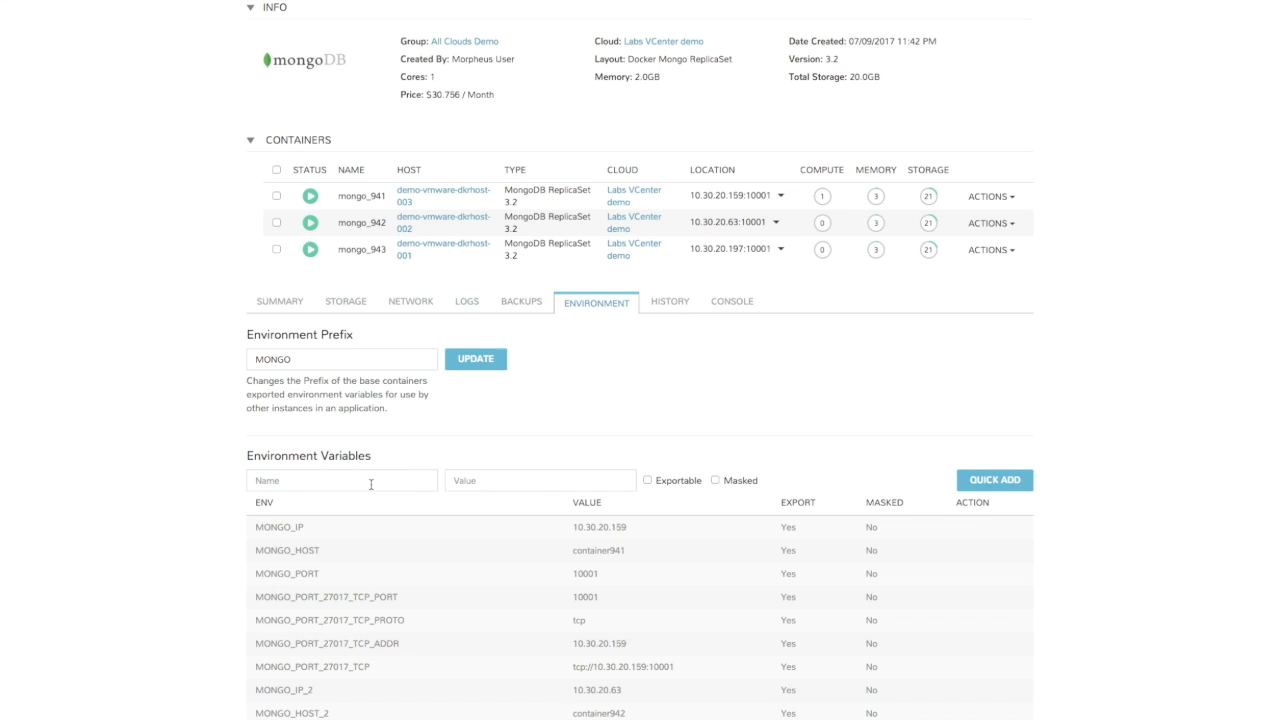 INFO
mongoDB
Group: All Clouds Demo
Cloud: Labs VCenter demo
Date Created: 07/09/2017 11:42 PM
Created By: Morpheus User
Layout: Docker Mongo ReplicaSet
Version: 3.2
Cores: 1
Memory: 2.0GB
Total Storage: 20.0GB
Price: $30.756 / Month
CONTAINERS
STATUS NAME HOST TYPE CLOUD LOCATION COMPUTE MEMORY STORAGE
mongo_941 demo-vmware-dkrhost-003 MongoDB ReplicaSet 3.2 Labs VCenter demo 10.30.20.159:10001 1 3 21 ACTIONS
mongo_942 demo-vmware-dkrhost-002 MongoDB ReplicaSet 3.2 Labs VCenter demo 10.30.20.63:10001 0 3 21 ACTIONS
mongo_943 demo-vmware-dkrhost-001 MongoDB ReplicaSet 3.2 Labs VCenter demo 10.30.20.197:10001 0 3 21 ACTIONS
SUMMARY STORAGE NETWORK LOGS BACKUPS ENVIRONMENT HISTORY CONSOLE
Environment Prefix
MONGO UPDATE
Changes the Prefix of the base containers
exported environment variables for use by
other instances in an application.
Environment Variables
Name Value Exportable Masked QUICK ADD
ENV VALUE EXPORT MASKED ACTION
MONGO_IP 10.30.20.159 Yes No
MONGO_HOST container941 Yes No
MONGO_PORT 10001 Yes No
MONGO_PORT_27017_TCP_PORT 10001 Yes No
MONGO_PORT_27017_TCP_PROTO tcp Yes No
MONGO_PORT_27017_TCP_ADDR 10.30.20.159 Yes No
MONGO_PORT_27017_TCP tcp://10.30.20.159:10001 Yes No
MONGO_IP_2 10.30.20.63 Yes No
MONGO_HOST_2 container942 Yes No